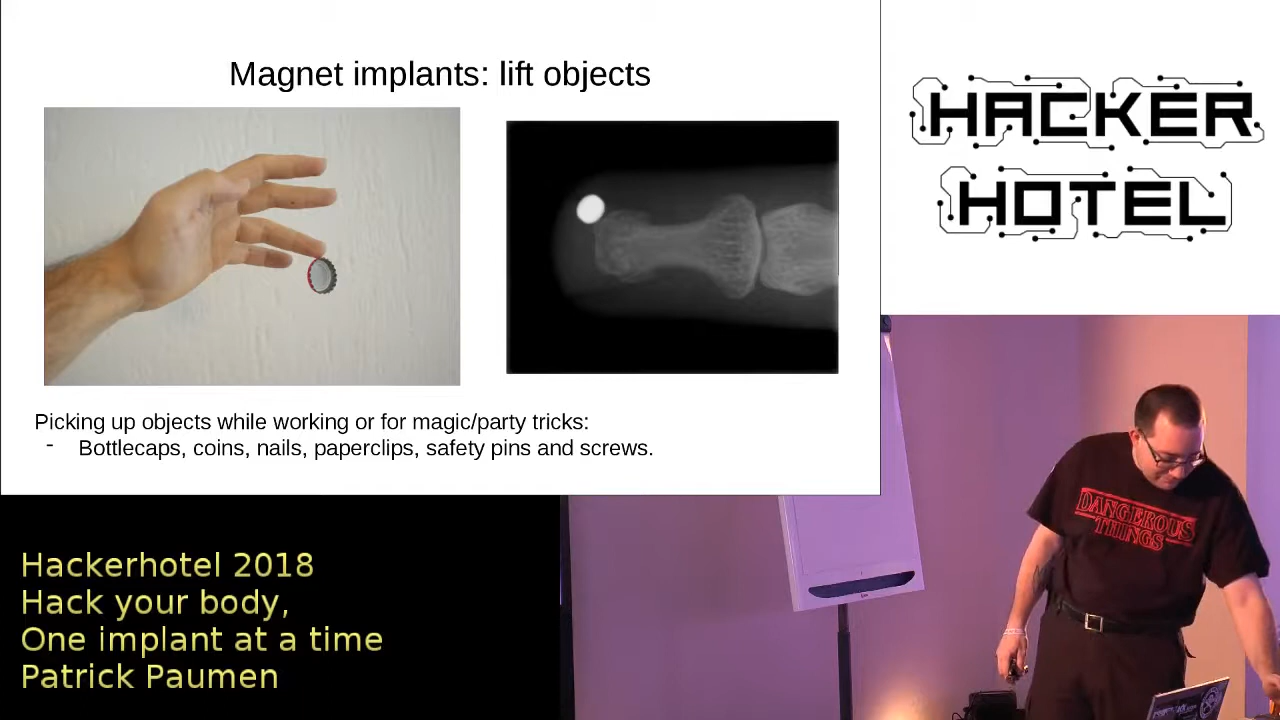 Magnet implants: lift objects
Picking up objects while working or for magic/party tricks:
- Bottlecaps, coins, nails, paperclips, safety pins and screws.
HACKER
HOTEL
DANGEROUS
THINGS
Hackerhotel 2018
Hack your body,
One implant at a time
Patrick Paumen